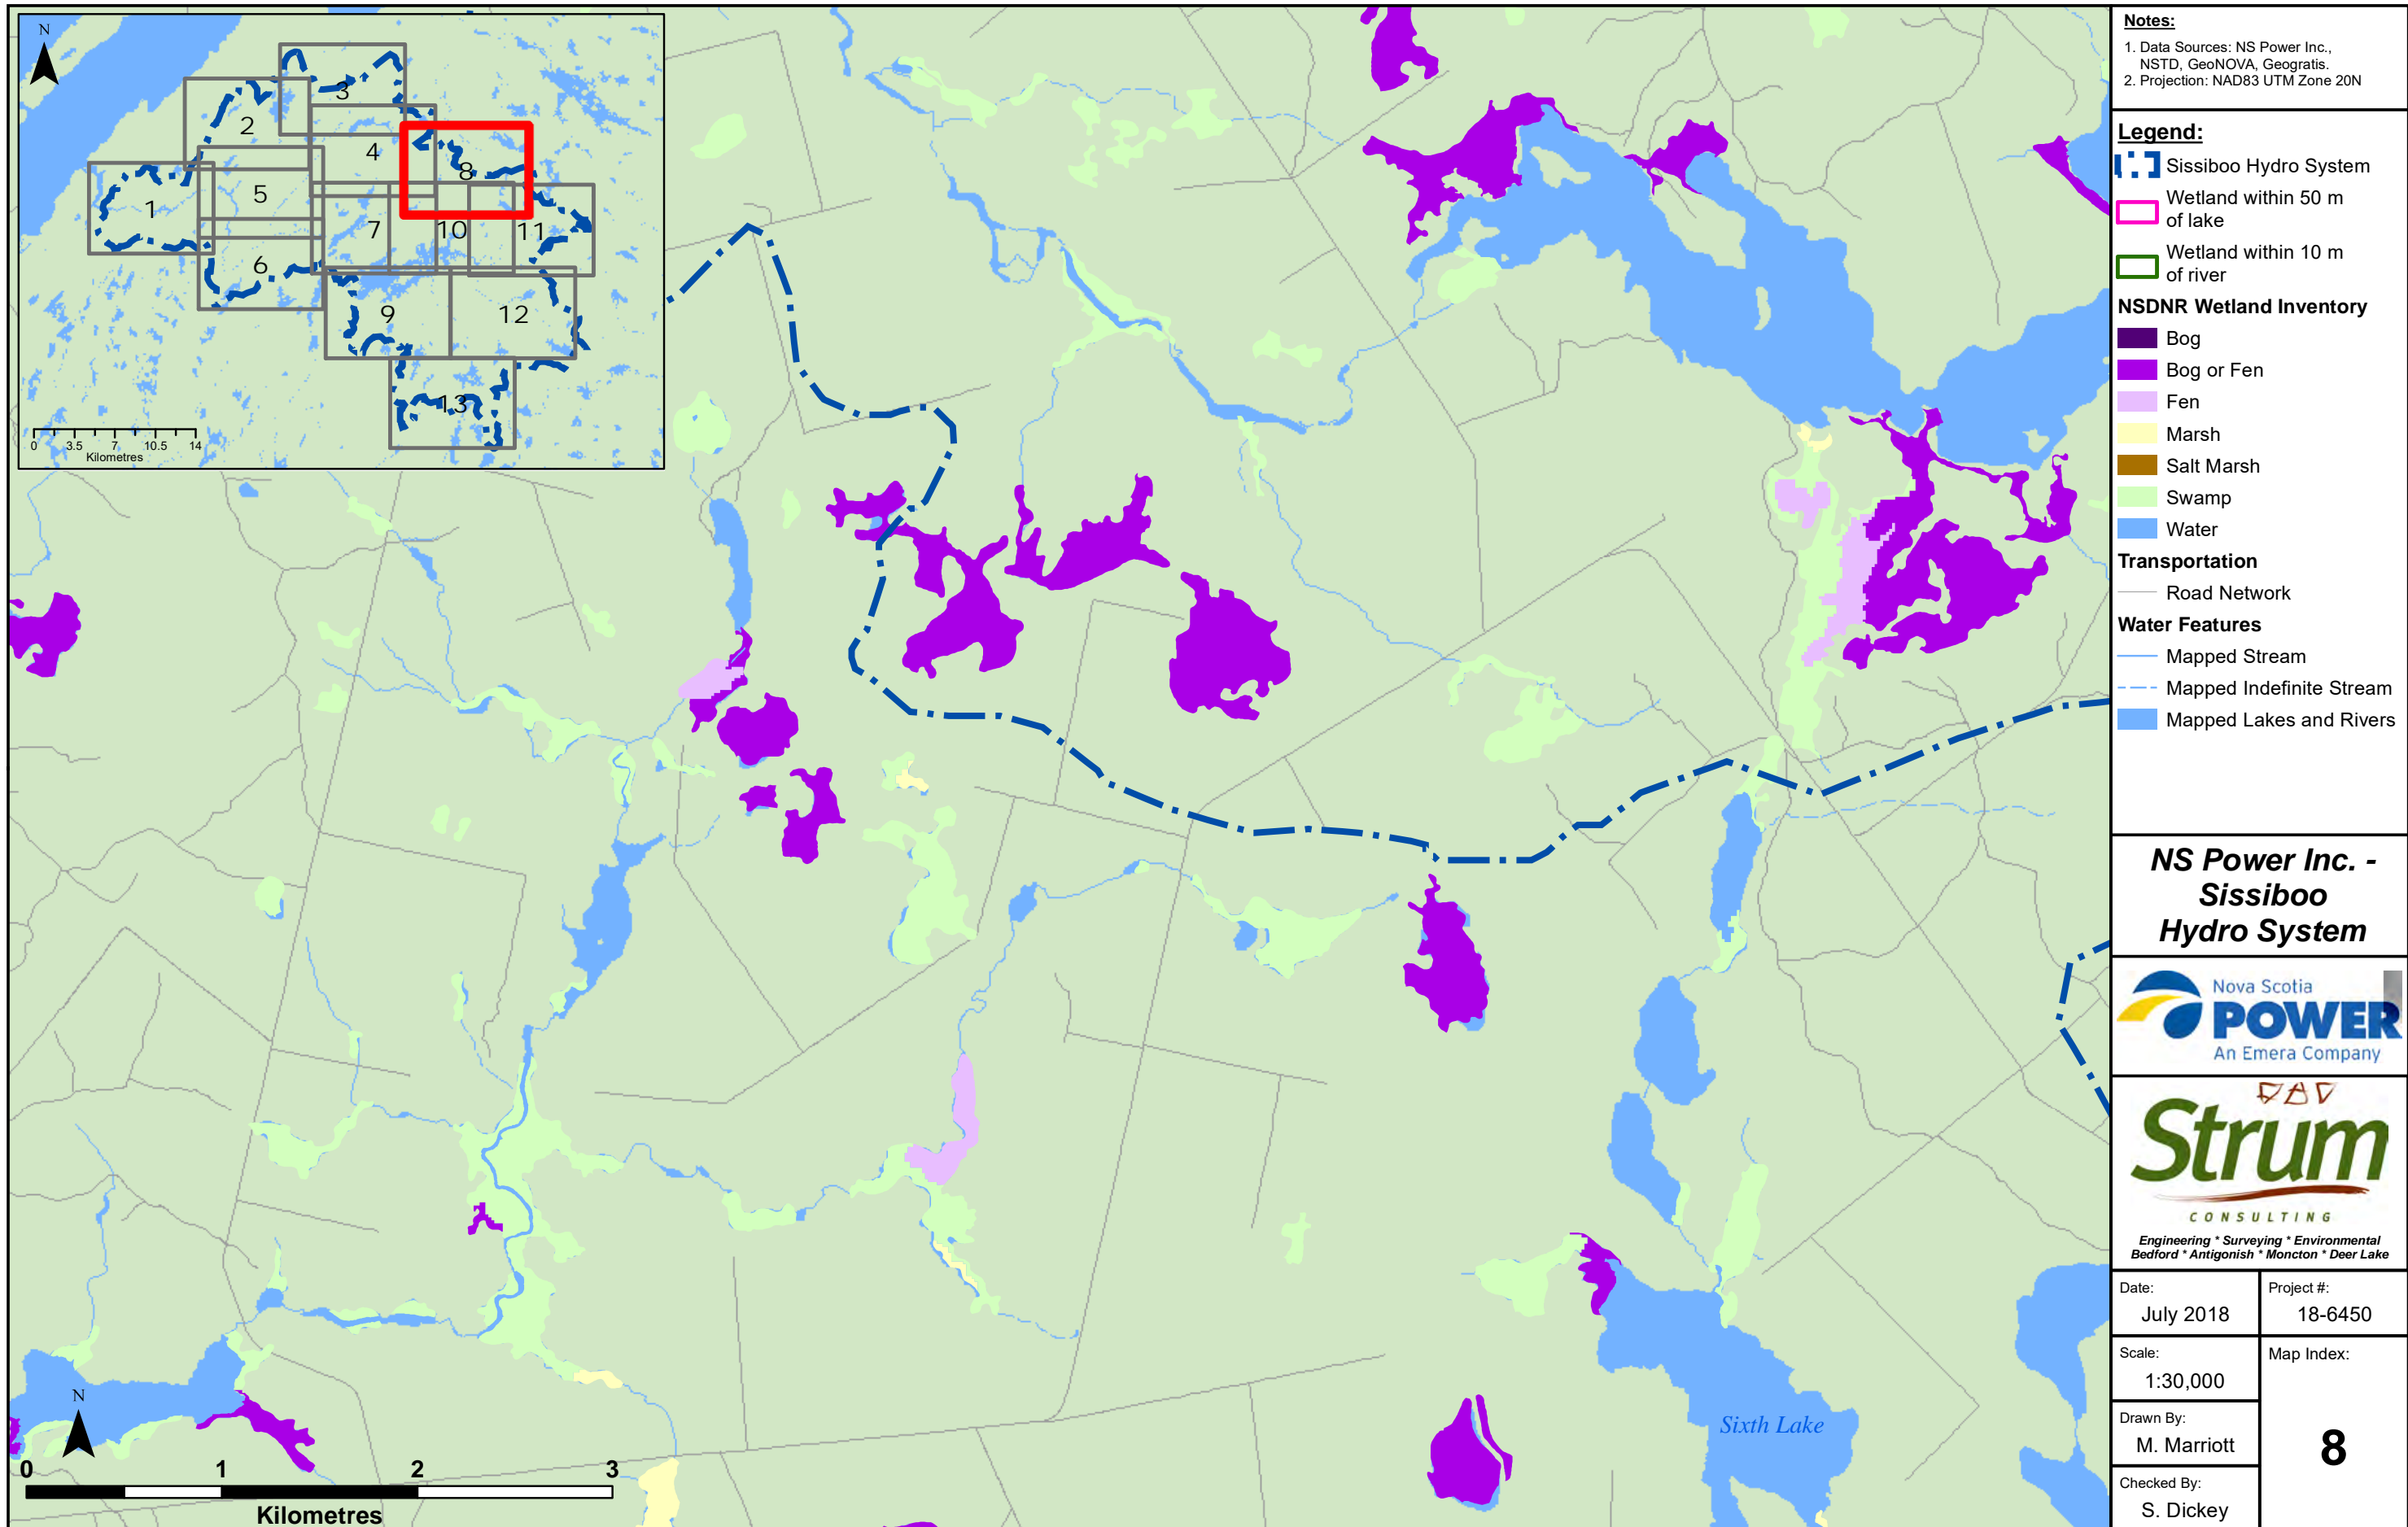 N
3
2
4
8
5
1
7
10
11
6
9
12
13
0 3.5 7 10.5 14
Kilometres
Sixth Lake
N
0 1 2 3
Kilometres
Notes:
1. Data Sources: NS Power Inc.,
NSTD, GeoNOVA, Geogratis.
2. Projection: NAD83 UTM Zone 20N
Legend:
Sissiboo Hydro System
Wetland within 50 m
of lake
Wetland within 10 m
of river
NSDNR Wetland Inventory
Bog
Bog or Fen
Fen
Marsh
Salt Marsh
Swamp
Water
Transportation
Road Network
Water Features
Mapped Stream
Mapped Indefinite Stream
Mapped Lakes and Rivers
NS Power Inc. -
Sissiboo
Hydro System
Nova Scotia
POWER
An Emera Company
Strum
CONSULTING
Engineering * Surveying * Environmental
Bedford * Antigonish * Moncton * Deer Lake
Date:
July 2018
Project #:
18-6450
Scale:
1:30,000
Map Index:
8
Drawn By:
M. Marriott
Checked By:
S. Dickey